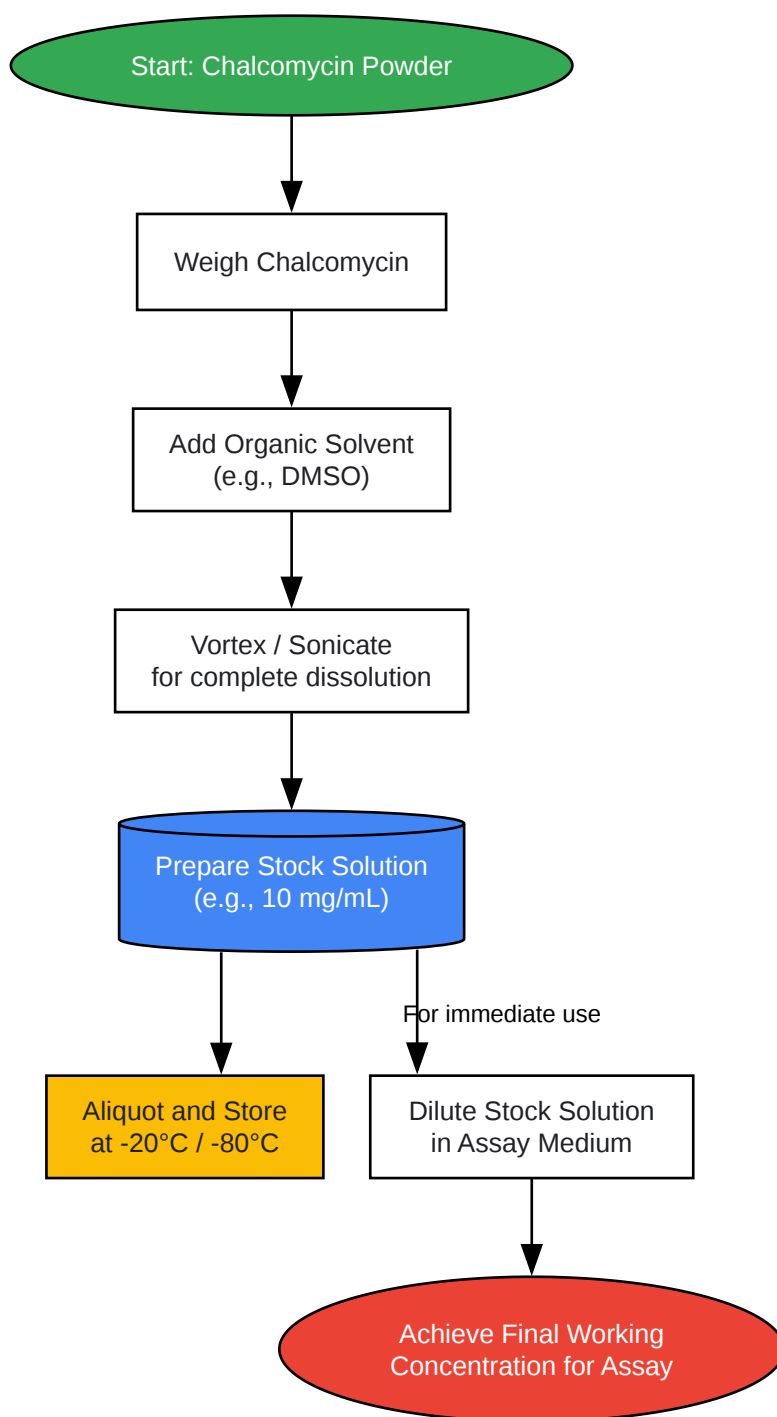 Start: Chalcomycin Powder
Weigh Chalcomycin
Add Organic Solvent
(e.g., DMSO)
Vortex / Sonicate
for complete dissolution
Prepare Stock Solution
(e.g., 10 mg/mL)
For immediate use
Aliquot and Store
at -20°C / -80°C
Dilute Stock Solution
in Assay Medium
Achieve Final Working
Concentration for Assay